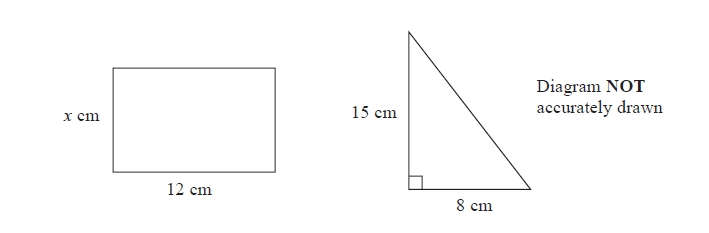 x cm
12 cm
15 cm
8 cm
Diagram NOT
accurately drawn